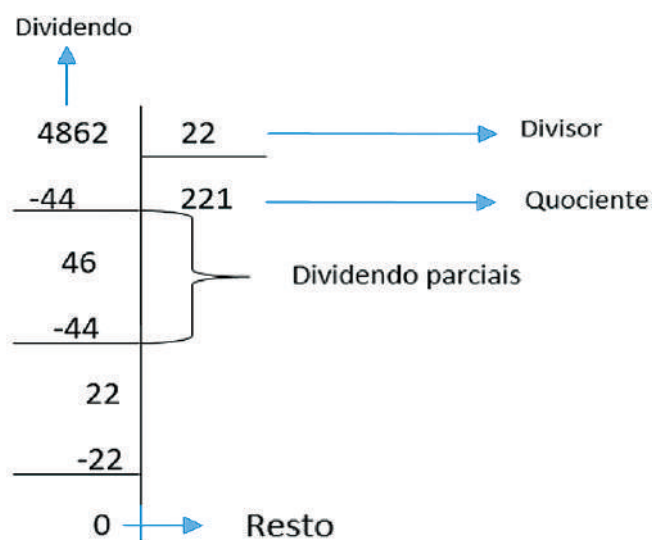 Dividendo
4862 22 Divisor
-44 221 Quociente
46
Dividendo parciais
-44
22
-22
0 Resto